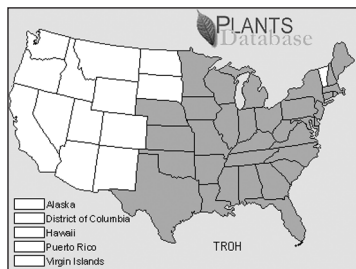 PLANTS
Database
Alaska
District of Columbia
Hawaii
Puerto Rico
Virgin Islands
TROH